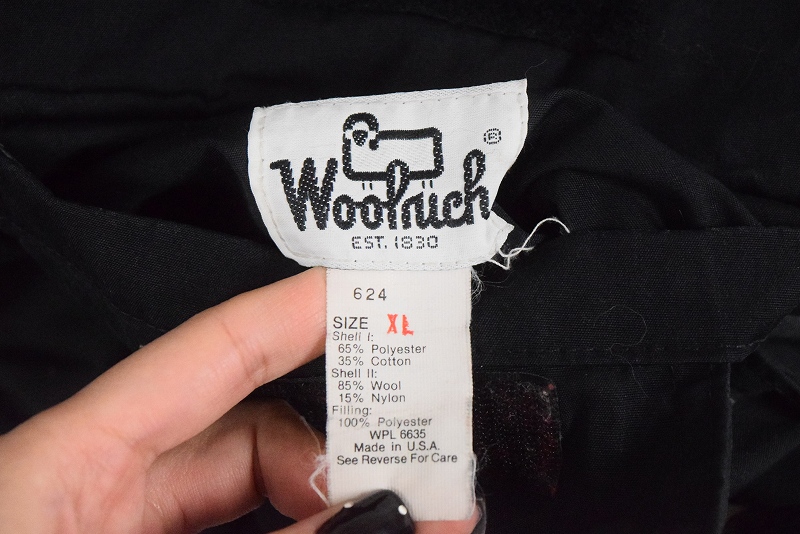 Woolrich ®
EST. 1830
624
SIZE XL
Shell I:
65% Polyester
35% Cotton
Shell II:
85% Wool
15% Nylon
Filling:
100% Polyester
WPL 6635
Made in U.S.A.
See Reverse For Care